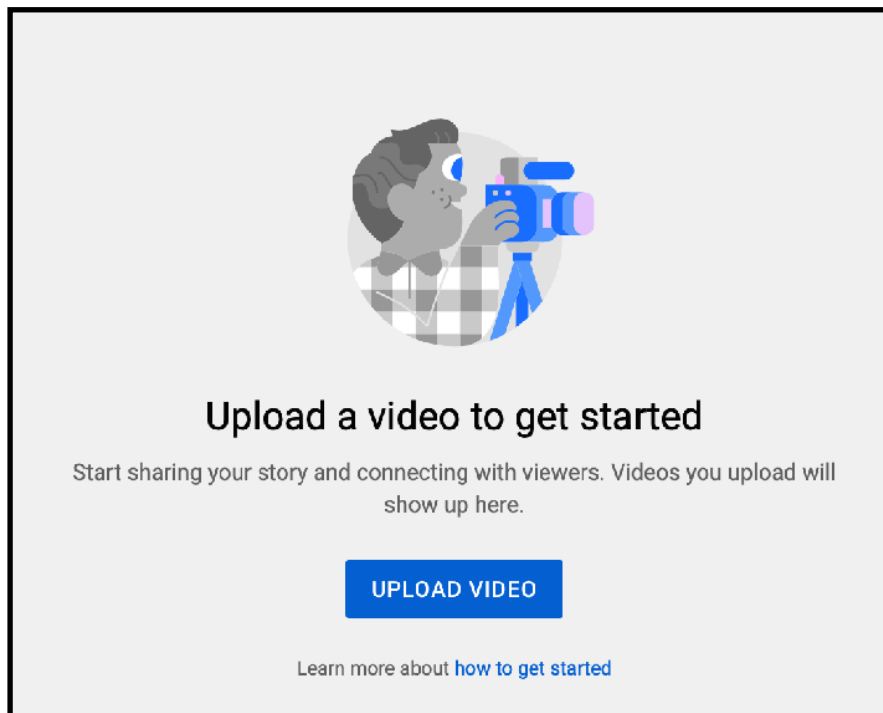 Upload a video to get started
Start sharing your story and connecting with viewers. Videos you upload will
show up here.
UPLOAD VIDEO
Learn more about how to get started